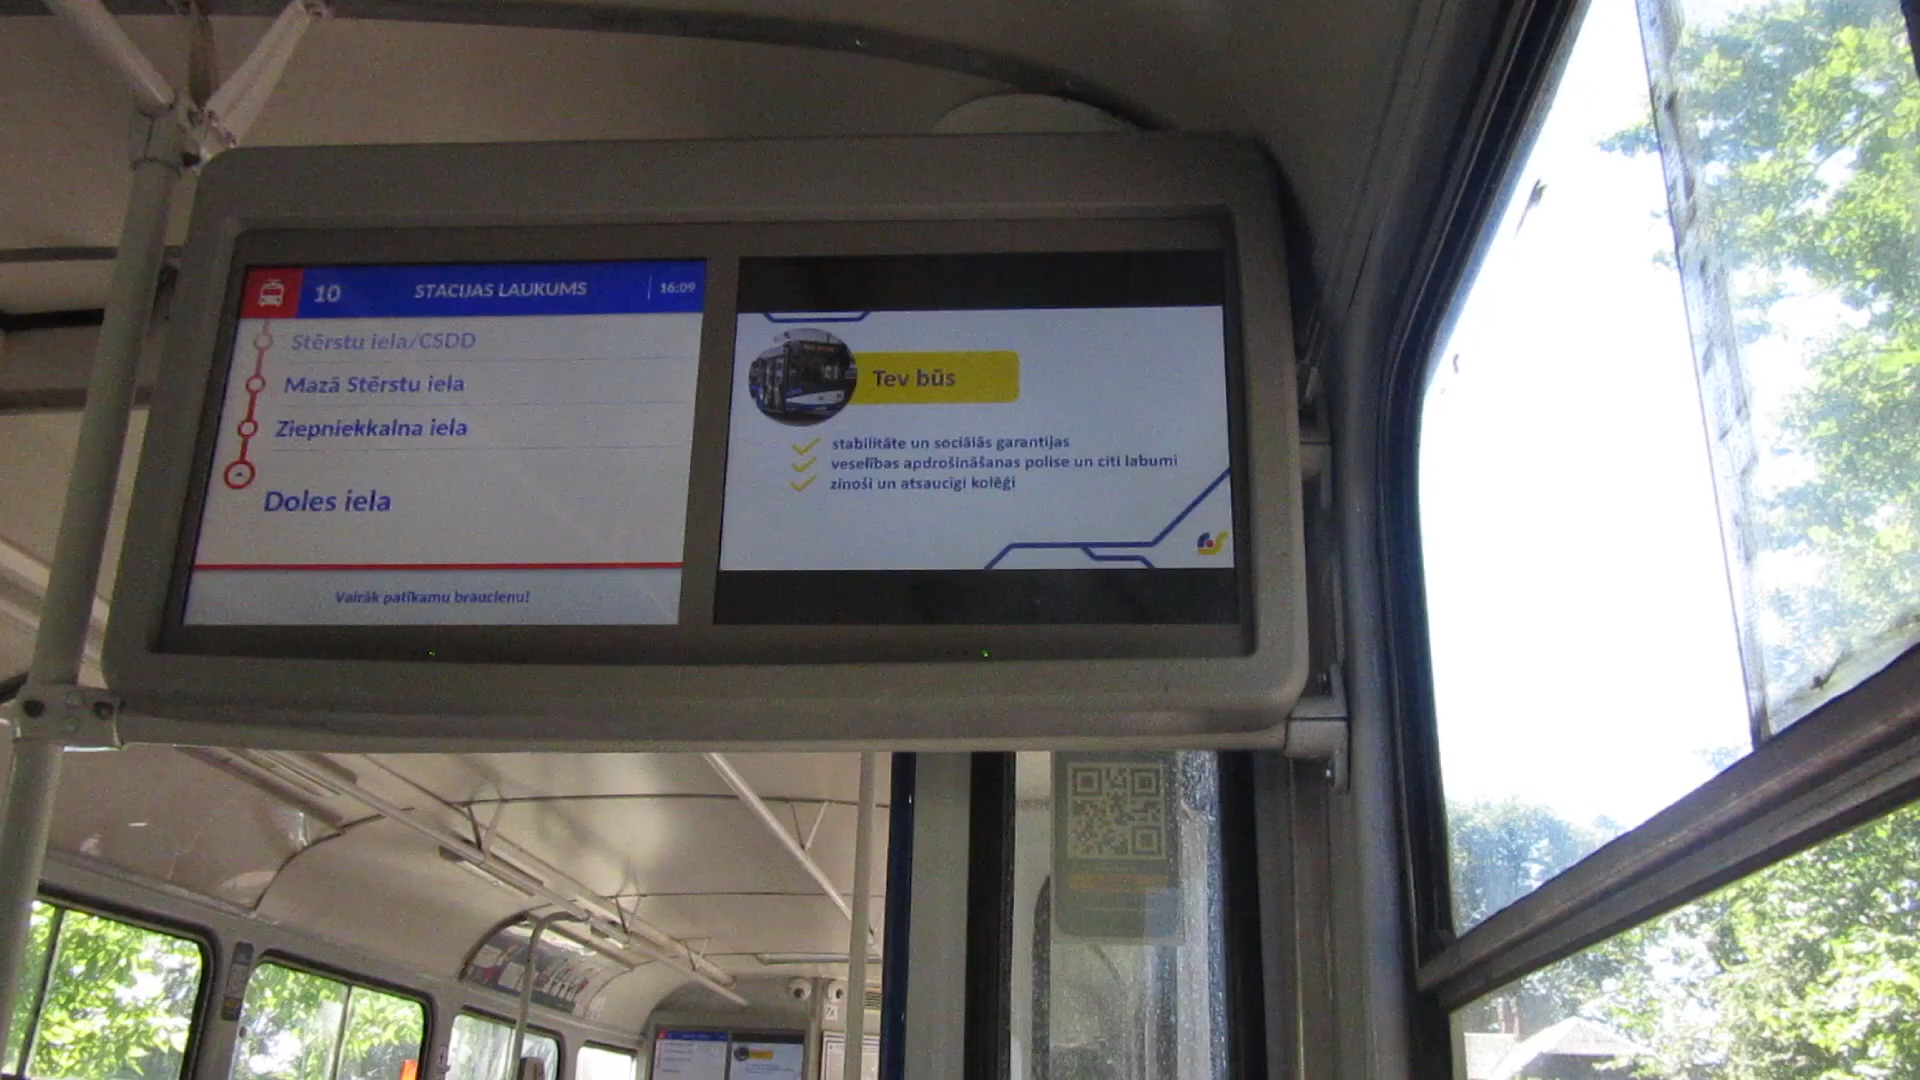 10 STACIJAS LAUKUMS 16:09
Stērstu iela/CSDD
Mazā Stērstu iela
Ziepniekkalna iela
Doles iela
Vairāk patīkamu braucienu!
Tev būs
stabilitāte un sociālās garantijas
veselības apdrošināšanas polise un citi labumi
zinoši un atsaucīgi kolēģi